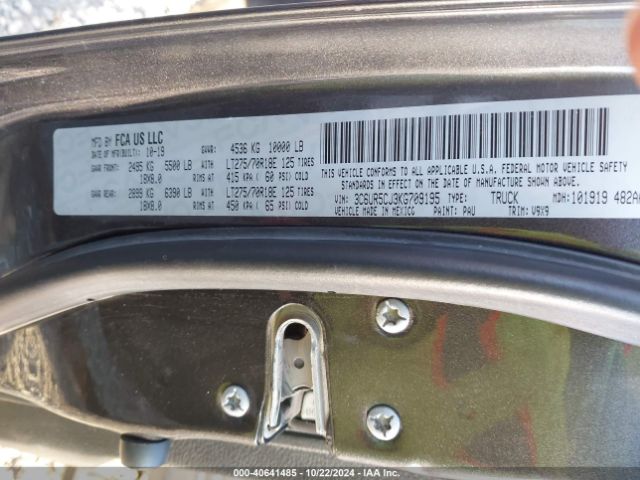 MFD BY FCA US LLC GVWR: 4536 KG 10000 LB
DATE OF MFR(BUILT): 10-19
GAWR FRONT: 2495 KG 5500 LB WITH LT275/70R18E 125 TIRES
18X8.0 RIMS AT 415 KPA ( 60 PSI) COLD
GAWR REAR: 2899 KG 6390 LB WITH LT275/70R18E 125 TIRES
18X8.0 RIMS AT 450 KPA ( 65 PSI) COLD
THIS VEHICLE CONFORMS TO ALL APPLICABLE U.S.A. FEDERAL MOTOR VEHICLE
SAFETY STANDARDS IN EFFECT ON THE DATE OF MANUFACTURE SHOWN ABOVE.
VIN: 3C6UR5CJ3KG709195 TYPE: TRUCK MDH: 101919 482
VEHICLE MADE IN MEXICO PAINT: PAU TRIM: V9X9
000-40641485 - 10/22/2024 - IAA Inc.